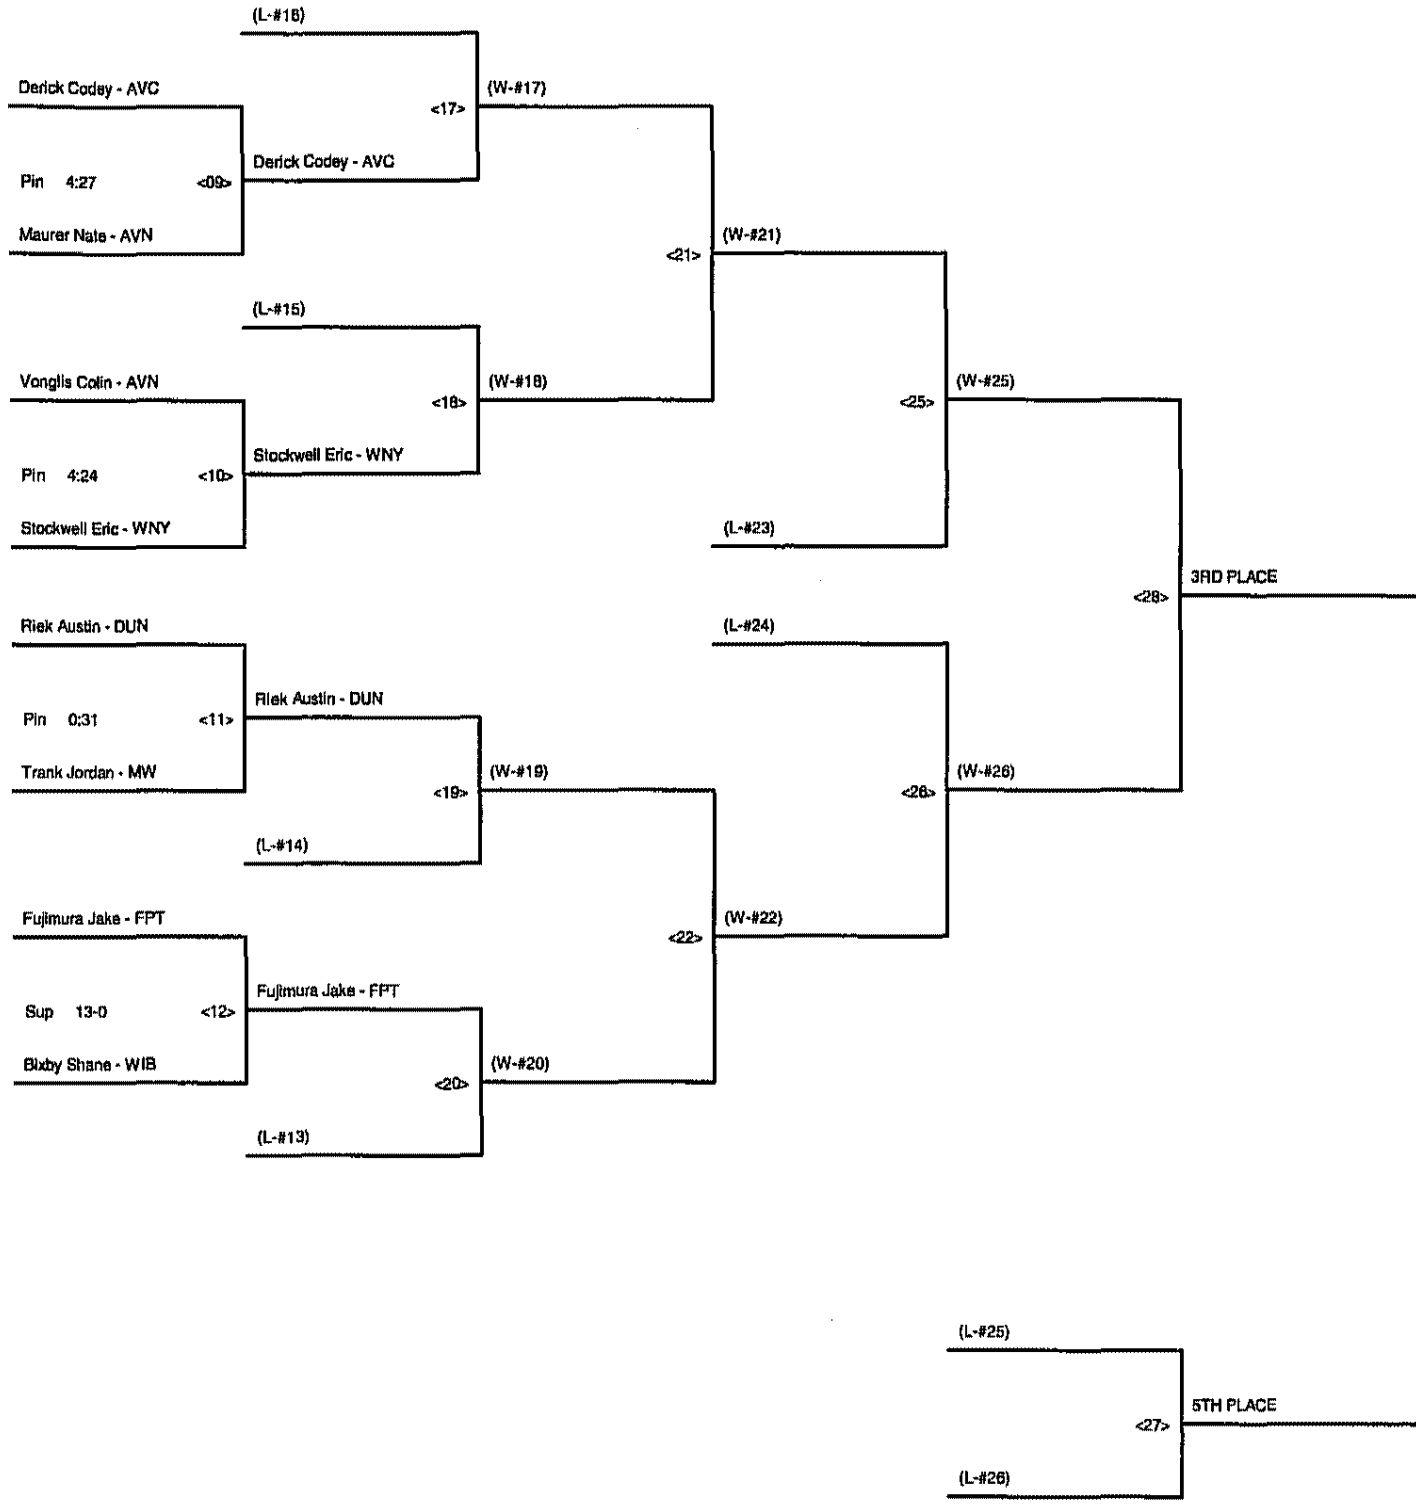 (L-#16)
Derick Codey - AVC
(W-#17)
<17>
Derick Codey - AVC
Pin 4:27 <09>
Maurer Nate - AVN
(W-#21)
<21>
(L-#15)
Vonglis Colin - AVN
(W-#18)
(W-#25)
<18>
<25>
Stockwell Eric - WNY
Pin 4:24 <10>
Stockwell Eric - WNY
(L-#23)
3RD PLACE
<28>
Riek Austin - DUN
(L-#24)
Riek Austin - DUN
Pin 0:31 <11>
Trank Jordan - MW
(W-#19)
(W-#26)
<19>
<26>
(L-#14)
Fujimura Jake - FPT
(W-#22)
<22>
Fujimura Jake - FPT
Sup 13-0 <12>
Bixby Shane - WIB
(W-#20)
<20>
(L-#13)
(L-#25)
5TH PLACE
<27>
(L-#26)